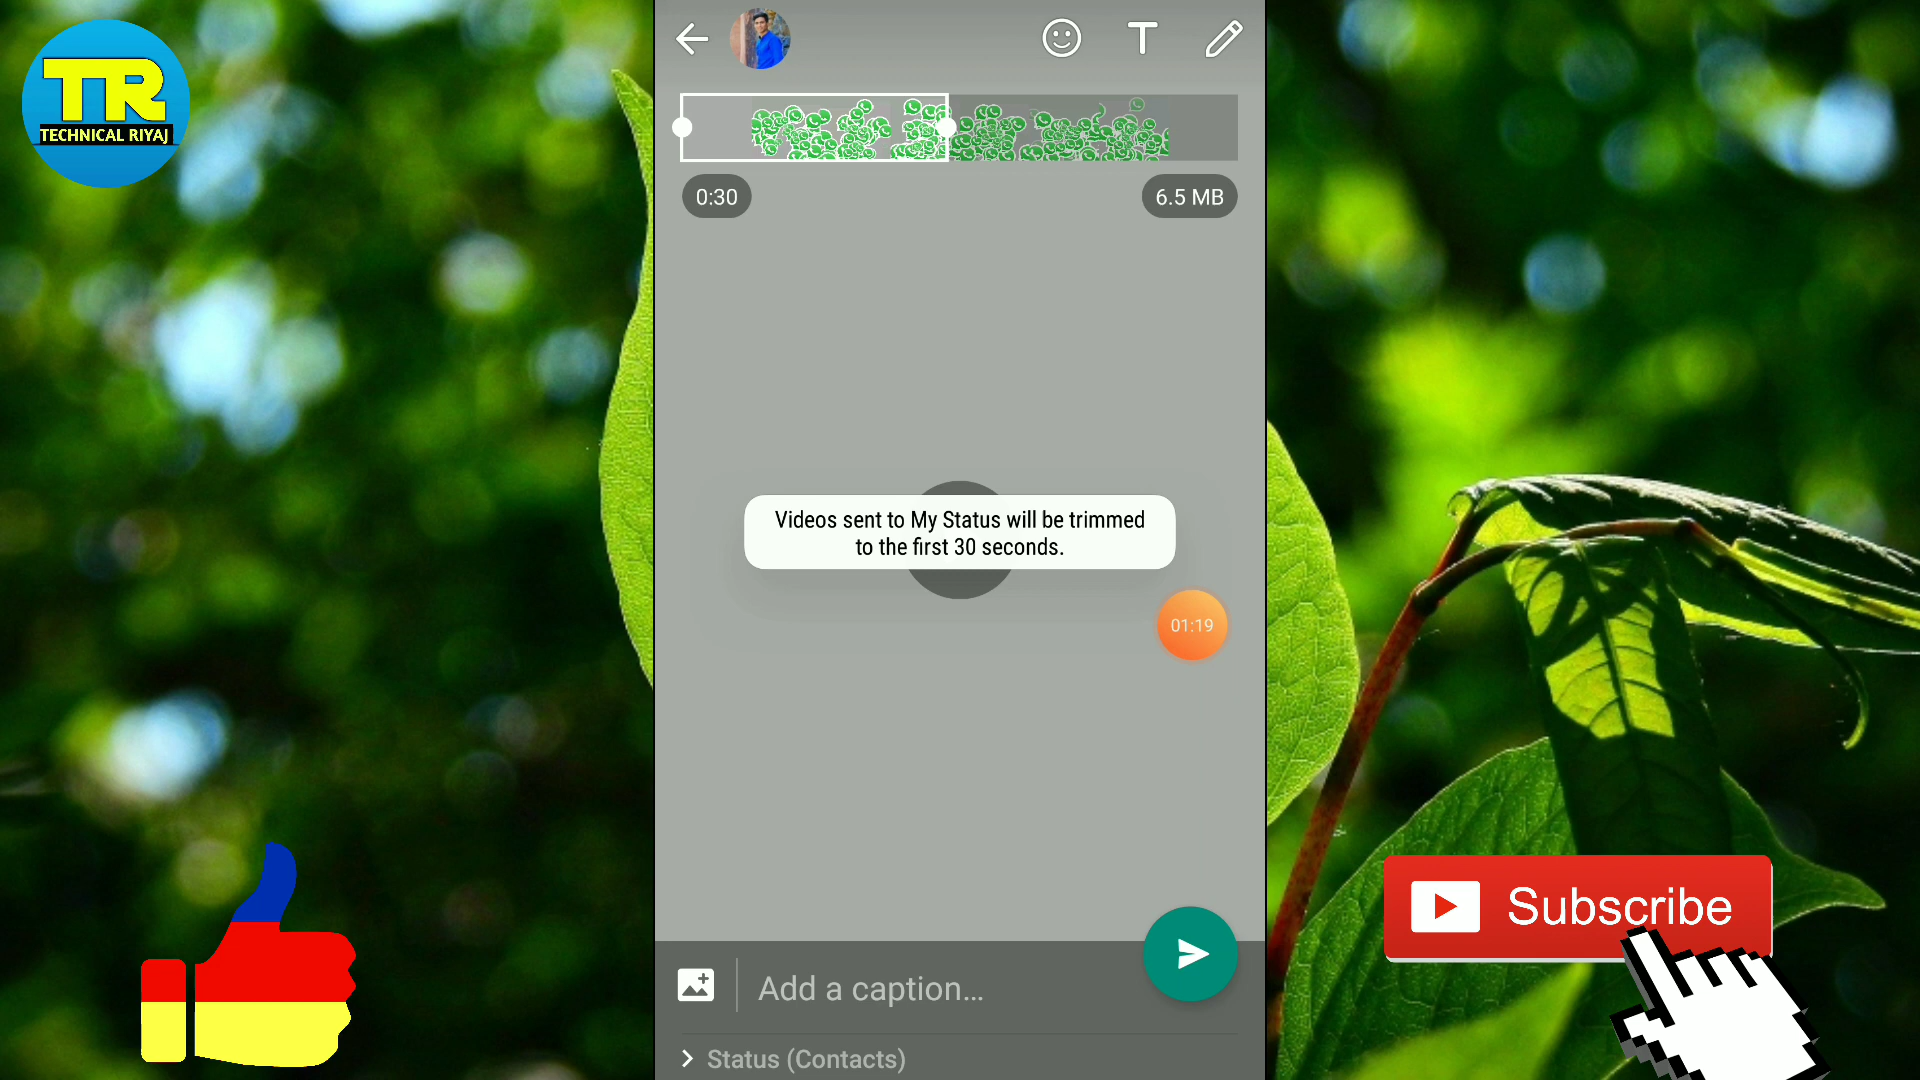 TR
TECHNICAL RIYAJ
T
0:30
6.5 MB
Videos sent to My Status will be trimmed
to the first 30 seconds.
01:19
Add a caption...
Status (Contacts)
Subscribe